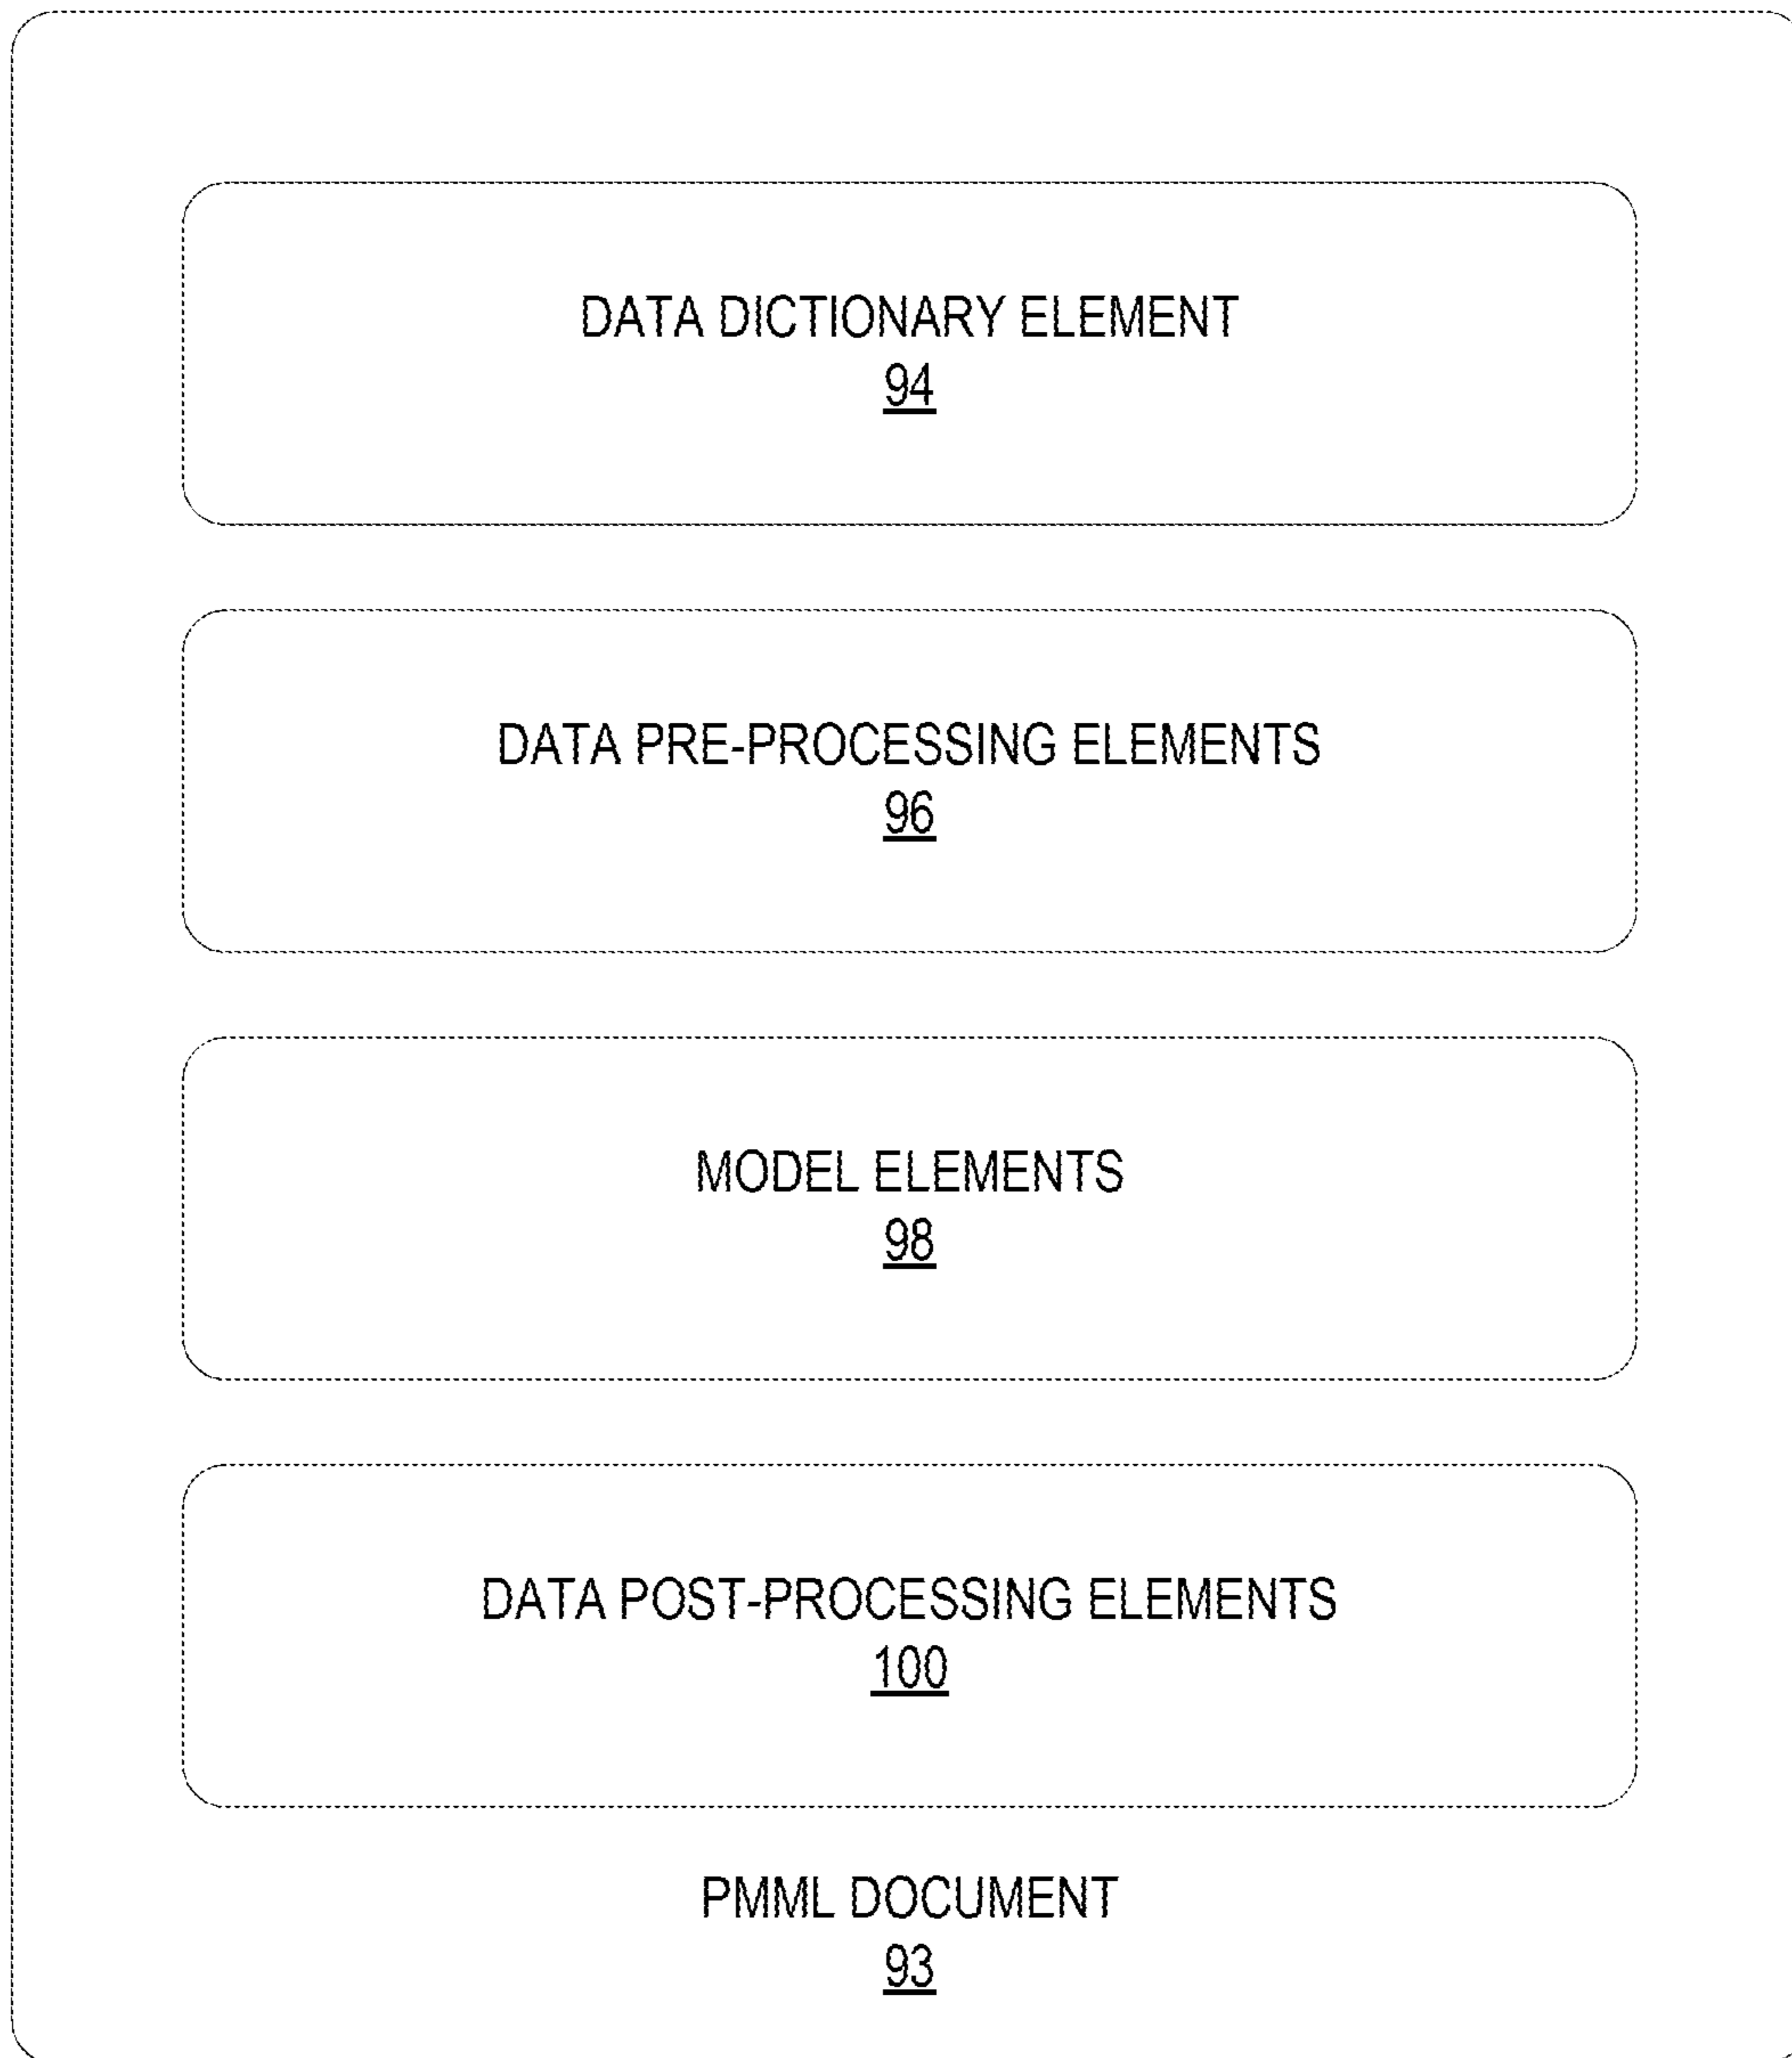 DATA DICTIONARY ELEMENT
94
DATA PRE-PROCESSING ELEMENTS
96
MODEL ELEMENTS
98
DATA POST-PROCESSING ELEMENTS
100
PMML DOCUMENT
93